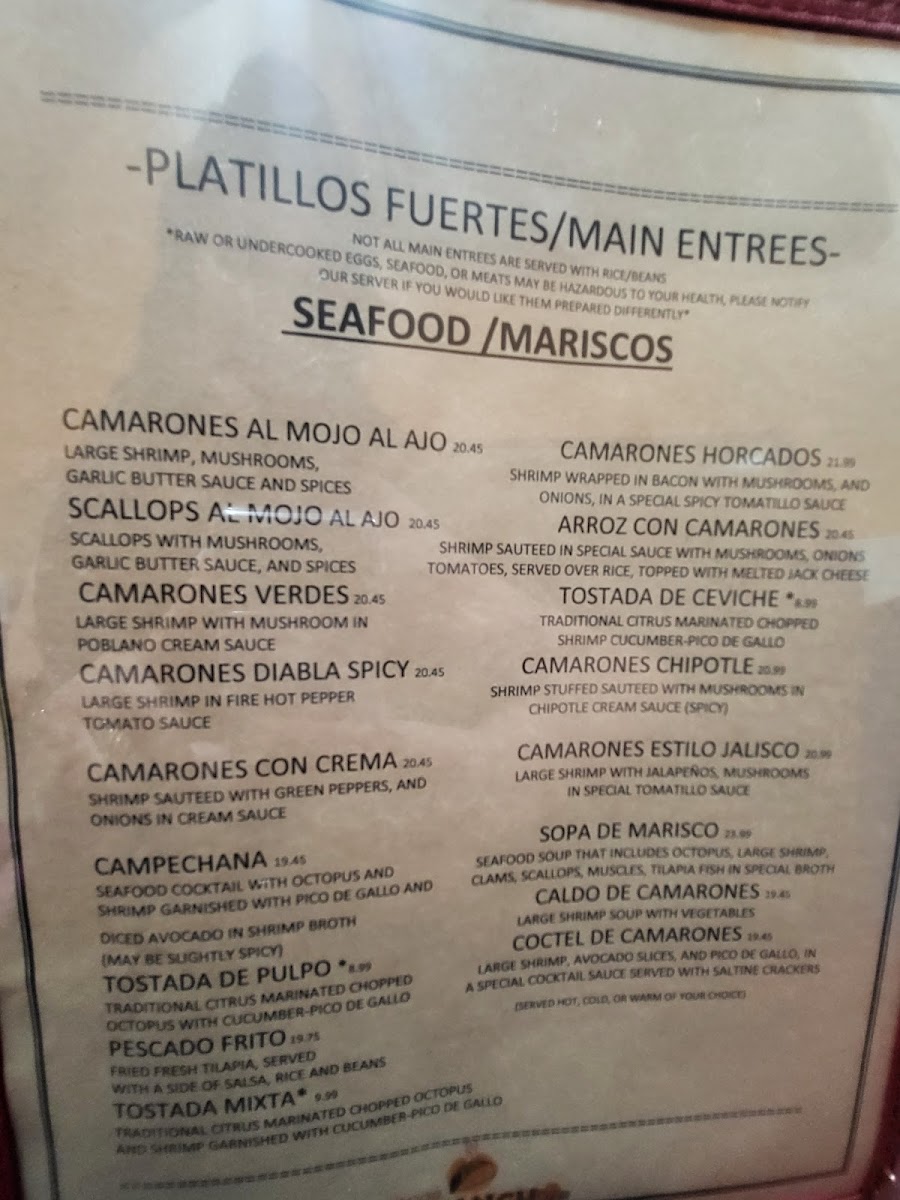 -PLATILLOS FUERTES/MAIN ENTREES-
NOT ALL MAIN ENTREES ARE SERVED WITH RICE/BEANS
*RAW OR UNDERCOOKED EGGS, SEAFOOD, OR MEATS MAY BE HAZARDOUS TO YOUR HEALTH, PLEASE NOTIFY
OUR SERVER IF YOU WOULD LIKE THEM PREPARED DIFFERENTLY*
SEAFOOD /MARISCOS
CAMARONES AL MOJO AL AJO 20.45
LARGE SHRIMP, MUSHROOMS,
GARLIC BUTTER SAUCE AND SPICES
SCALLOPS AL MOJO AL AJO 20.45
SCALLOPS WITH MUSHROOMS,
GARLIC BUTTER SAUCE, AND SPICES
CAMARONES VERDES 20.45
LARGE SHRIMP WITH MUSHROOM IN
POBLANO CREAM SAUCE
CAMARONES DIABLA SPICY 20.45
LARGE SHRIMP IN FIRE HOT PEPPER
TOMATO SAUCE
CAMARONES CON CREMA 20.45
SHRIMP SAUTEED WITH GREEN PEPPERS, AND
ONIONS IN CREAM SAUCE
CAMPECHANA 19.45
SEAFOOD COCKTAIL WITH OCTOPUS AND
SHRIMP GARNISHED WITH PICO DE GALLO AND
DICED AVOCADO IN SHRIMP BROTH
(MAY BE SLIGHTLY SPICY)
TOSTADA DE PULPO *8.99
TRADITIONAL CITRUS MARINATED CHOPPED
OCTOPUS WITH CUCUMBER-PICO DE GALLO
PESCADO FRITO 19.75
FRIED FRESH TILAPIA, SERVED
WITH A SIDE OF SALSA, RICE AND BEANS
TOSTADA MIXTA* 9.99
TRADITIONAL CITRUS MARINATED CHOPPED OCTOPUS
AND SHRIMP GARNISHED WITH CUCUMBER-PICO DE GALLO
CAMARONES HORCADOS 21.99
SHRIMP WRAPPED IN BACON WITH MUSHROOMS, AND
ONIONS, IN A SPECIAL SPICY TOMATILLO SAUCE
ARROZ CON CAMARONES 20.45
SHRIMP SAUTEED IN SPECIAL SAUCE WITH MUSHROOMS, ONIONS
TOMATOES, SERVED OVER RICE, TOPPED WITH MELTED JACK CHEESE
TOSTADA DE CEVICHE *8.99
TRADITIONAL CITRUS MARINATED CHOPPED
SHRIMP CUCUMBER-PICO DE GALLO
CAMARONES CHIPOTLE 20.99
SHRIMP STUFFED SAUTEED WITH MUSHROOMS IN
CHIPOTLE CREAM SAUCE (SPICY)
CAMARONES ESTILO JALISCO 20.99
LARGE SHRIMP WITH JALAPEÑOS, MUSHROOMS
IN SPECIAL TOMATILLO SAUCE
SOPA DE MARISCO 23.99
SEAFOOD SOUP THAT INCLUDES OCTOPUS, LARGE SHRIMP,
CLAMS, SCALLOPS, MUSCLES, TILAPIA FISH IN SPECIAL BROTH
CALDO DE CAMARONES 19.45
LARGE SHRIMP SOUP WITH VEGETABLES
COCTEL DE CAMARONES 19.45
LARGE SHRIMP, AVOCADO SLICES, AND PICO DE GALLO, IN
A SPECIAL COCKTAIL SAUCE SERVED WITH SALTINE CRACKERS
(SERVED HOT, COLD, OR WARM OF YOUR CHOICE)